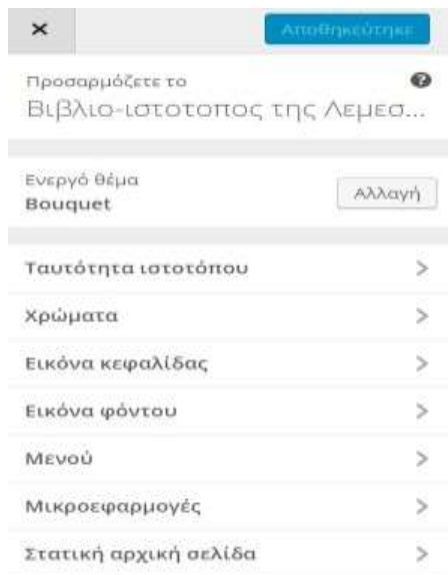 Αποθηκεύτηκε
Προσαρμόζετε το
Βιβλιο-ιστοτοπος της Λεμεσ...
Ενεργό θέμα
Bouquet
Αλλαγή
Ταυτότητα ιστοτόπου
Χρώματα
Εικόνα κεφαλίδας
Εικόνα φόντου
Μενού
Μικροεφαρμογές
Στατική αρχική σελίδα